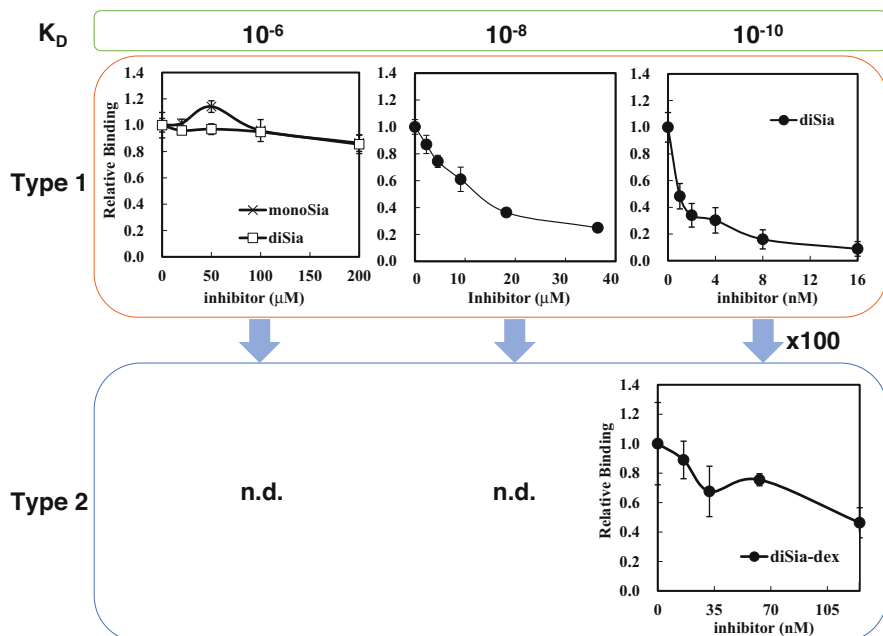 K_D 10⁻⁶ 10⁻⁸ 10⁻¹⁰
Type 1
Relative Binding
1.4
1.2
1.0
0.8
0.6
0.4
0.2
0.0
monoSia
diSia
0 50 100 150 200
inhibitor (μM)
1.4
1.2
1.0
0.8
0.6
0.4
0.2
0.0
0 10 20 30 40
Inhibitor (μM)
1.4
1.2
1.0
0.8
0.6
0.4
0.2
0.0
diSia
0 4 8 12 16
inhibitor (nM)
x100
Type 2
n.d.
n.d.
Relative Binding
1.4
1.2
1.0
0.8
0.6
0.4
0.2
0.0
diSia-dex
0 35 70 105
inhibitor (nM)